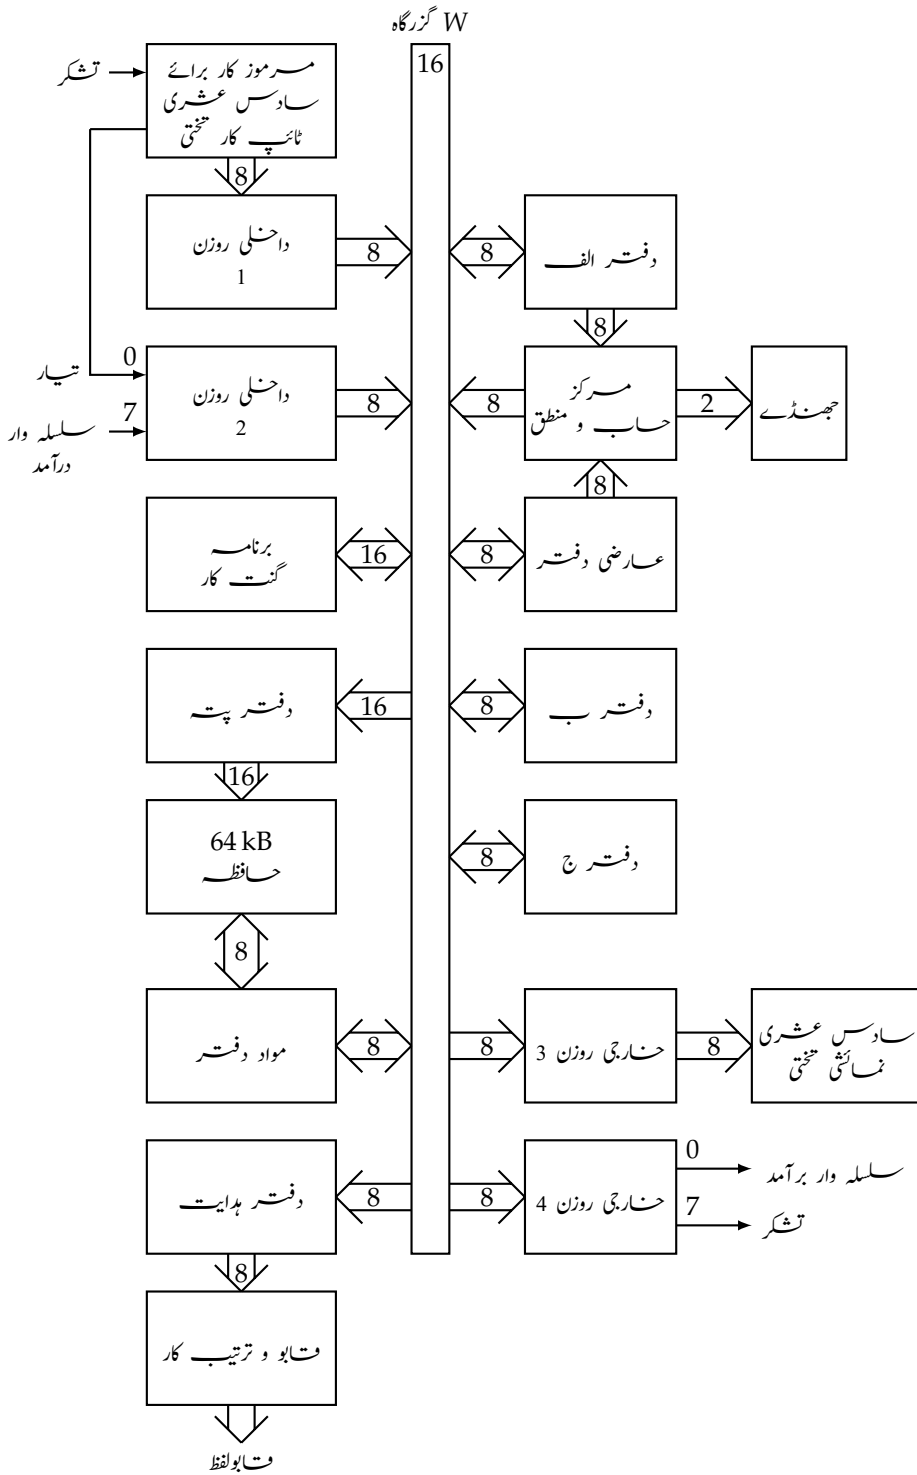 W گزرگاہ
16
تشکر
مرموز کار برائے
سادس عشری
ٹائپ کار تختی
8
داخلی روزن
1
8
8
دفتر الف
8
0
تیار
7
سلسلہ وار
درآمد
داخلی روزن
2
8
8
مرکز
حساب و منطق
2
جھنڈے
8
برنامہ
گنت کار
16
8
عارضی دفتر
دفتر پتہ
16
8
دفتر ب
16
64 kB
حافظہ
8
دفتر ج
8
مواد دفتر
8
8
خارجی روزن 3
8
سادس عشری
نمائشی تختی
دفتر ہدایت
8
8
خارجی روزن 4
0
سلسلہ وار برآمد
7
تشکر
8
قابو و ترتیب کار
قابولفظ